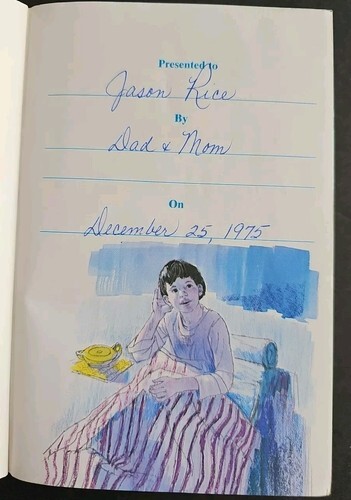 Presented to
Jason Rice
By
Dad & Mom
On
December 25, 1975